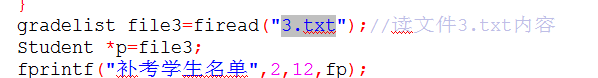 }
gradelist file3=firead("3.txt");//读文件3.txt内容
Student *p=file3;
fprintf("补考学生名单",2,12,fp);